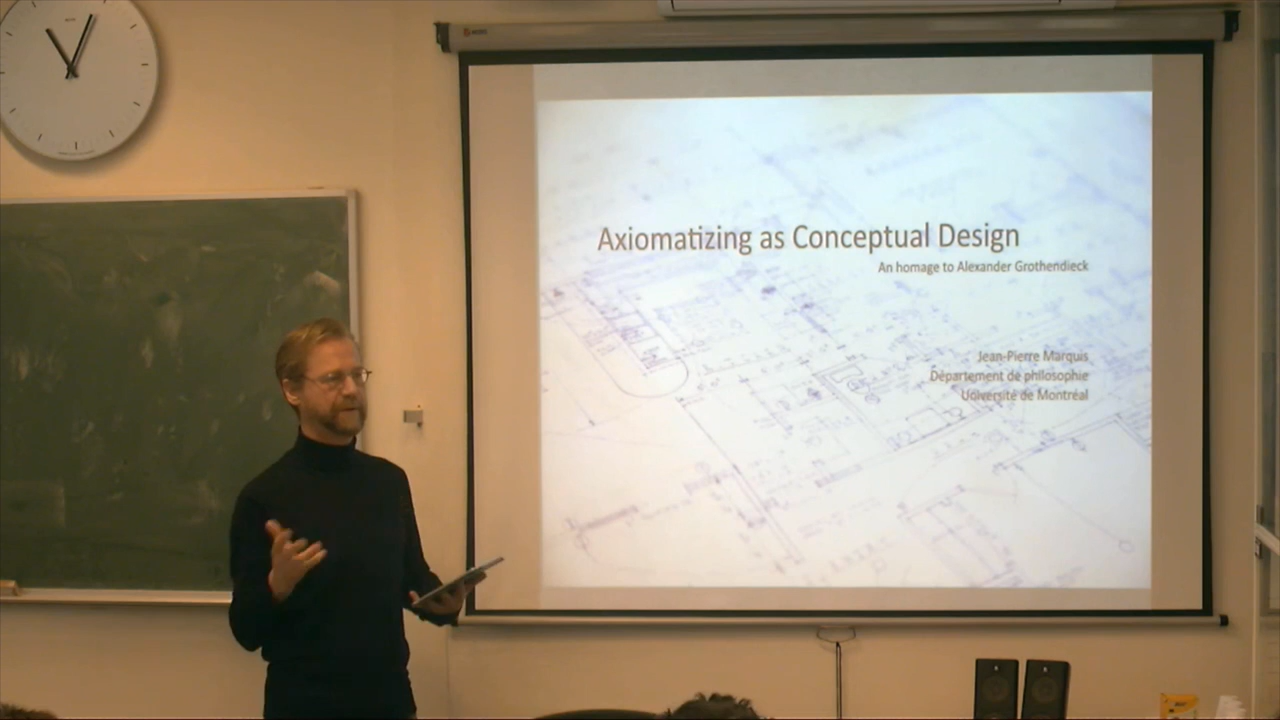 Axiomatizing as Conceptual Design
An homage to Alexander Grothendieck
Jean-Pierre Marquis
Département de philosophie
Université de Montréal